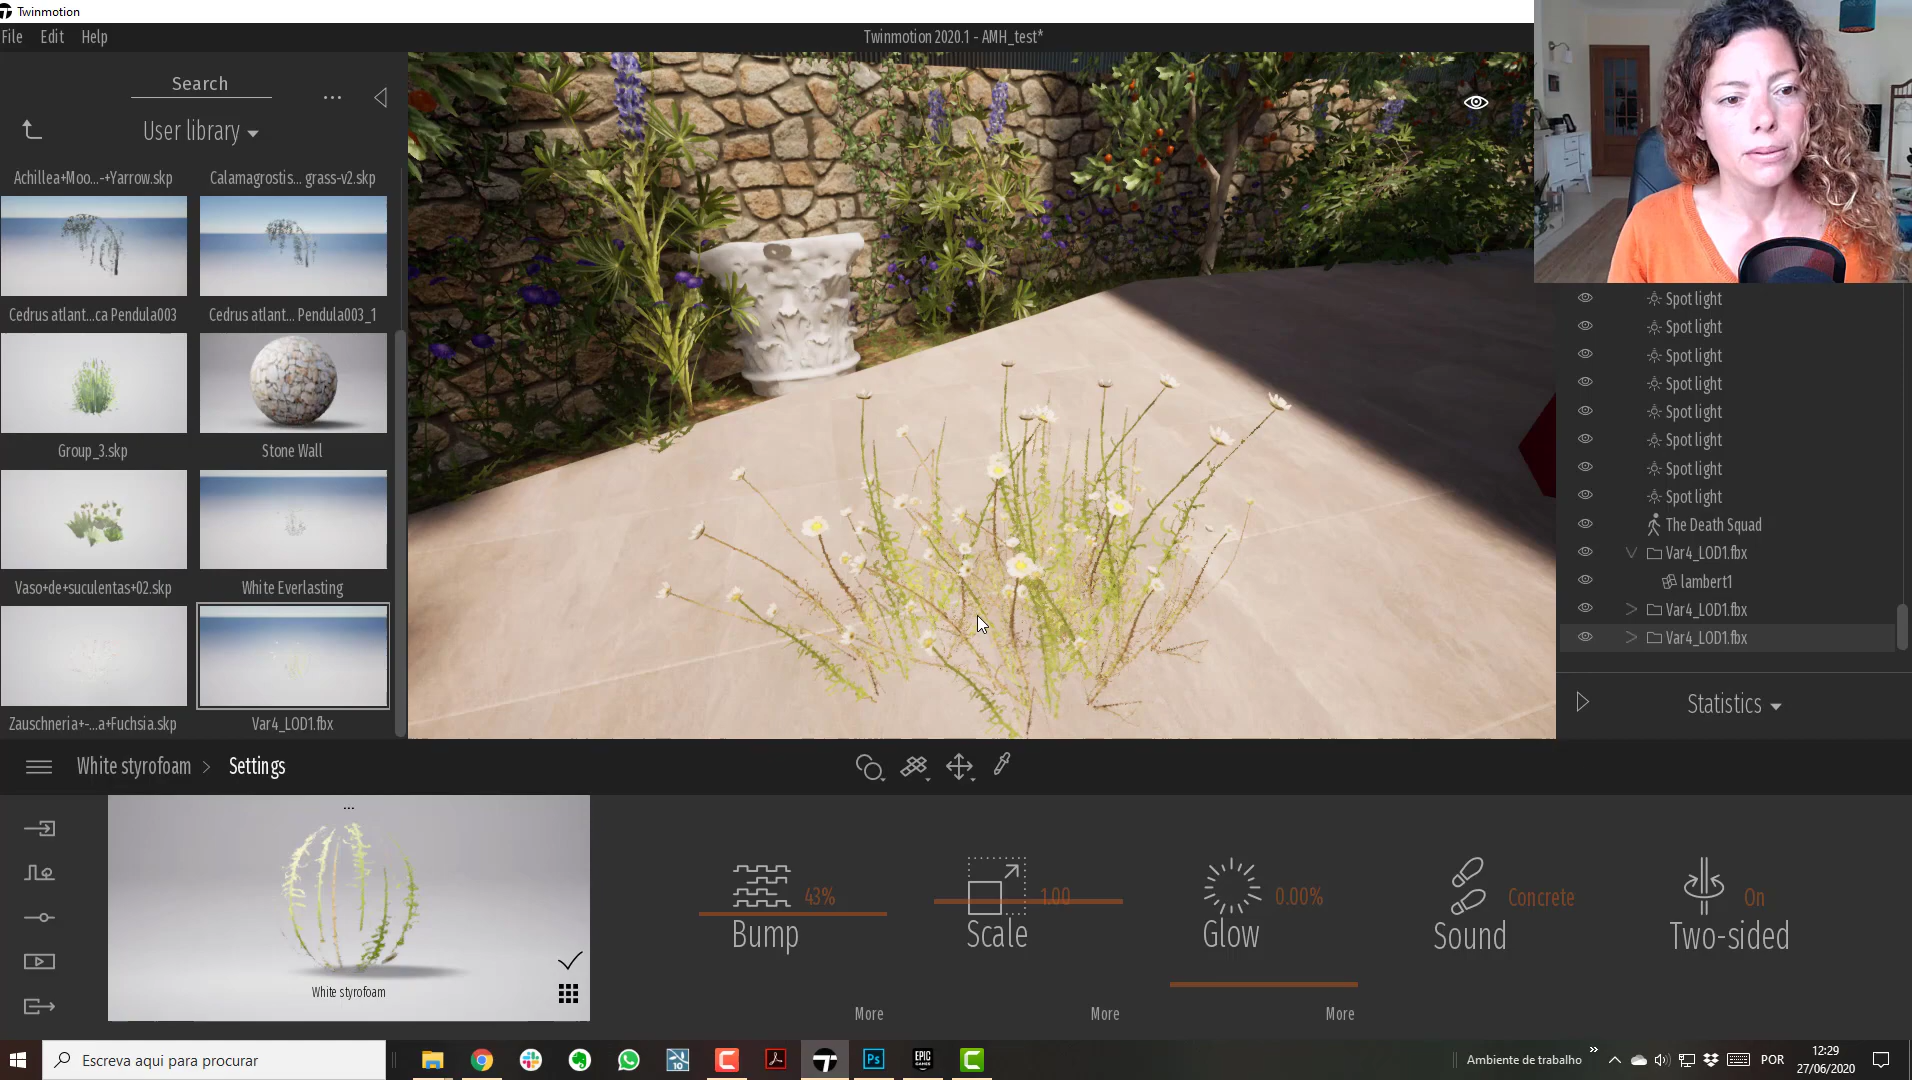 Twinmotion
File Edit Help
Twinmotion 2020.1 - AMH_test*
Search
...
User library
Achillea+Moo...-+Yarrow.skp
Calamagrostis... grass-v2.skp
Cedrus atlant...ca Pendula003
Cedrus atlant... Pendula003_1
Group_3.skp
Stone Wall
Vaso+de+suculentas+02.skp
White Everlasting
Zauschneria+-...a+Fuchsia.skp
Var4_LOD1.fbx
Spot light
Spot light
Spot light
Spot light
Spot light
Spot light
Spot light
Spot light
The Death Squad
Var4_LOD1.fbx
lambert1
Var4_LOD1.fbx
Var4_LOD1.fbx
Statistics
White styrofoam > Settings
...
White styrofoam
43%
Bump
More
1.00
Scale
More
0.00%
Glow
More
Concrete
Sound
On
Two-sided
Escreva aqui para procurar
10
Ps
EPIC GAMES
Ambiente de trabalho
POR
12:29
27/06/2020